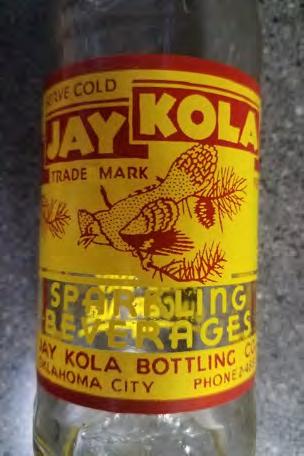 SERVE COLD
JAY KOLA
TRADE MARK
SPARKLING
BEVERAGES
JAY KOLA BOTTLING CO
OKLAHOMA CITY PHONE